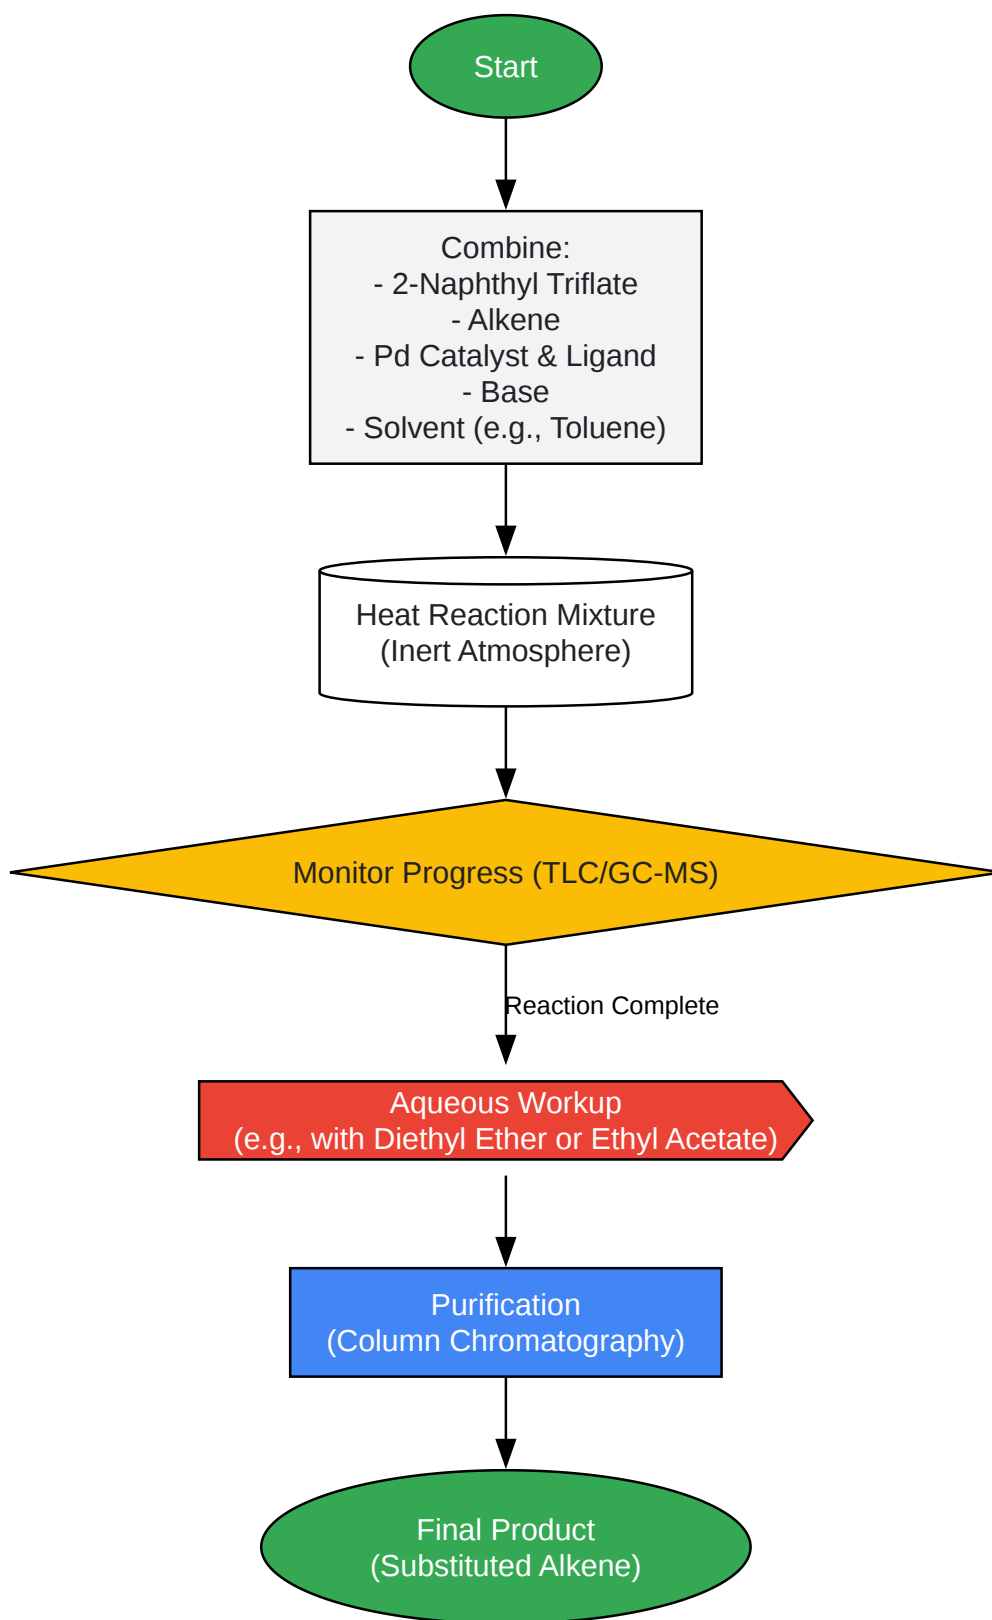 Start
Combine:
- 2-Naphthyl Triflate
- Alkene
- Pd Catalyst & Ligand
- Base
- Solvent (e.g., Toluene)
Heat Reaction Mixture
(Inert Atmosphere)
Monitor Progress (TLC/GC-MS)
Reaction Complete
Aqueous Workup
(e.g., with Diethyl Ether or Ethyl Acetate)
Purification
(Column Chromatography)
Final Product
(Substituted Alkene)